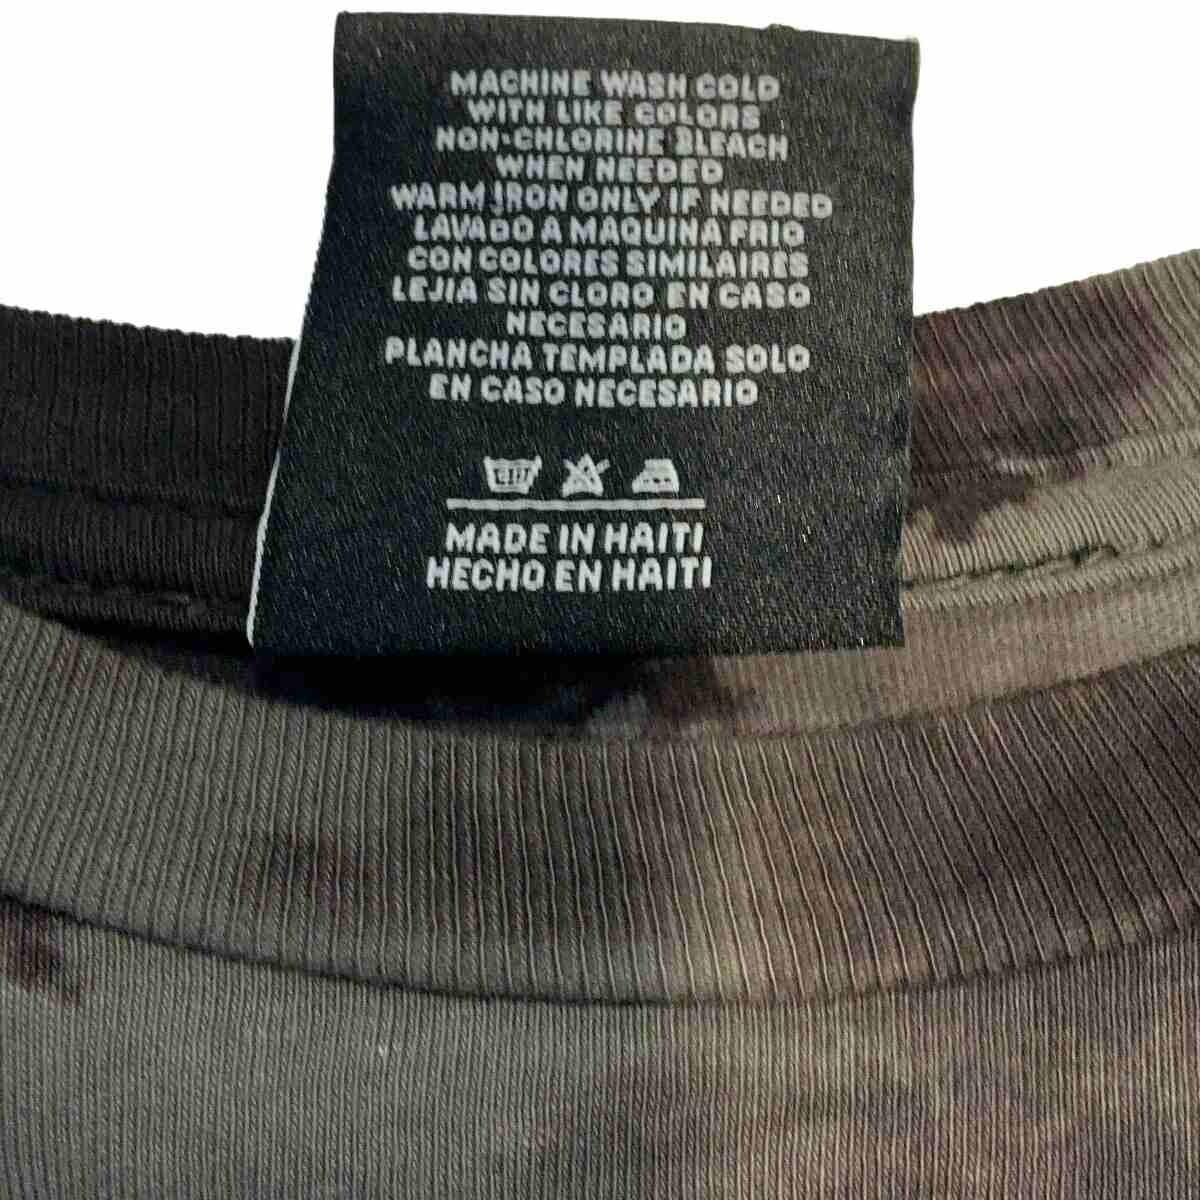 MACHINE WASH COLD
WITH LIKE COLORS
NON-CHLORINE BLEACH
WHEN NEEDED
WARM IRON ONLY IF NEEDED
LAVADO A MAQUINA FRIO
CON COLORES SIMILAIRES
LEJIA SIN CLORO EN CASO
NECESARIO
PLANCHA TEMPLADA SOLO
EN CASO NECESARIO
MADE IN HAITI
HECHO EN HAITI